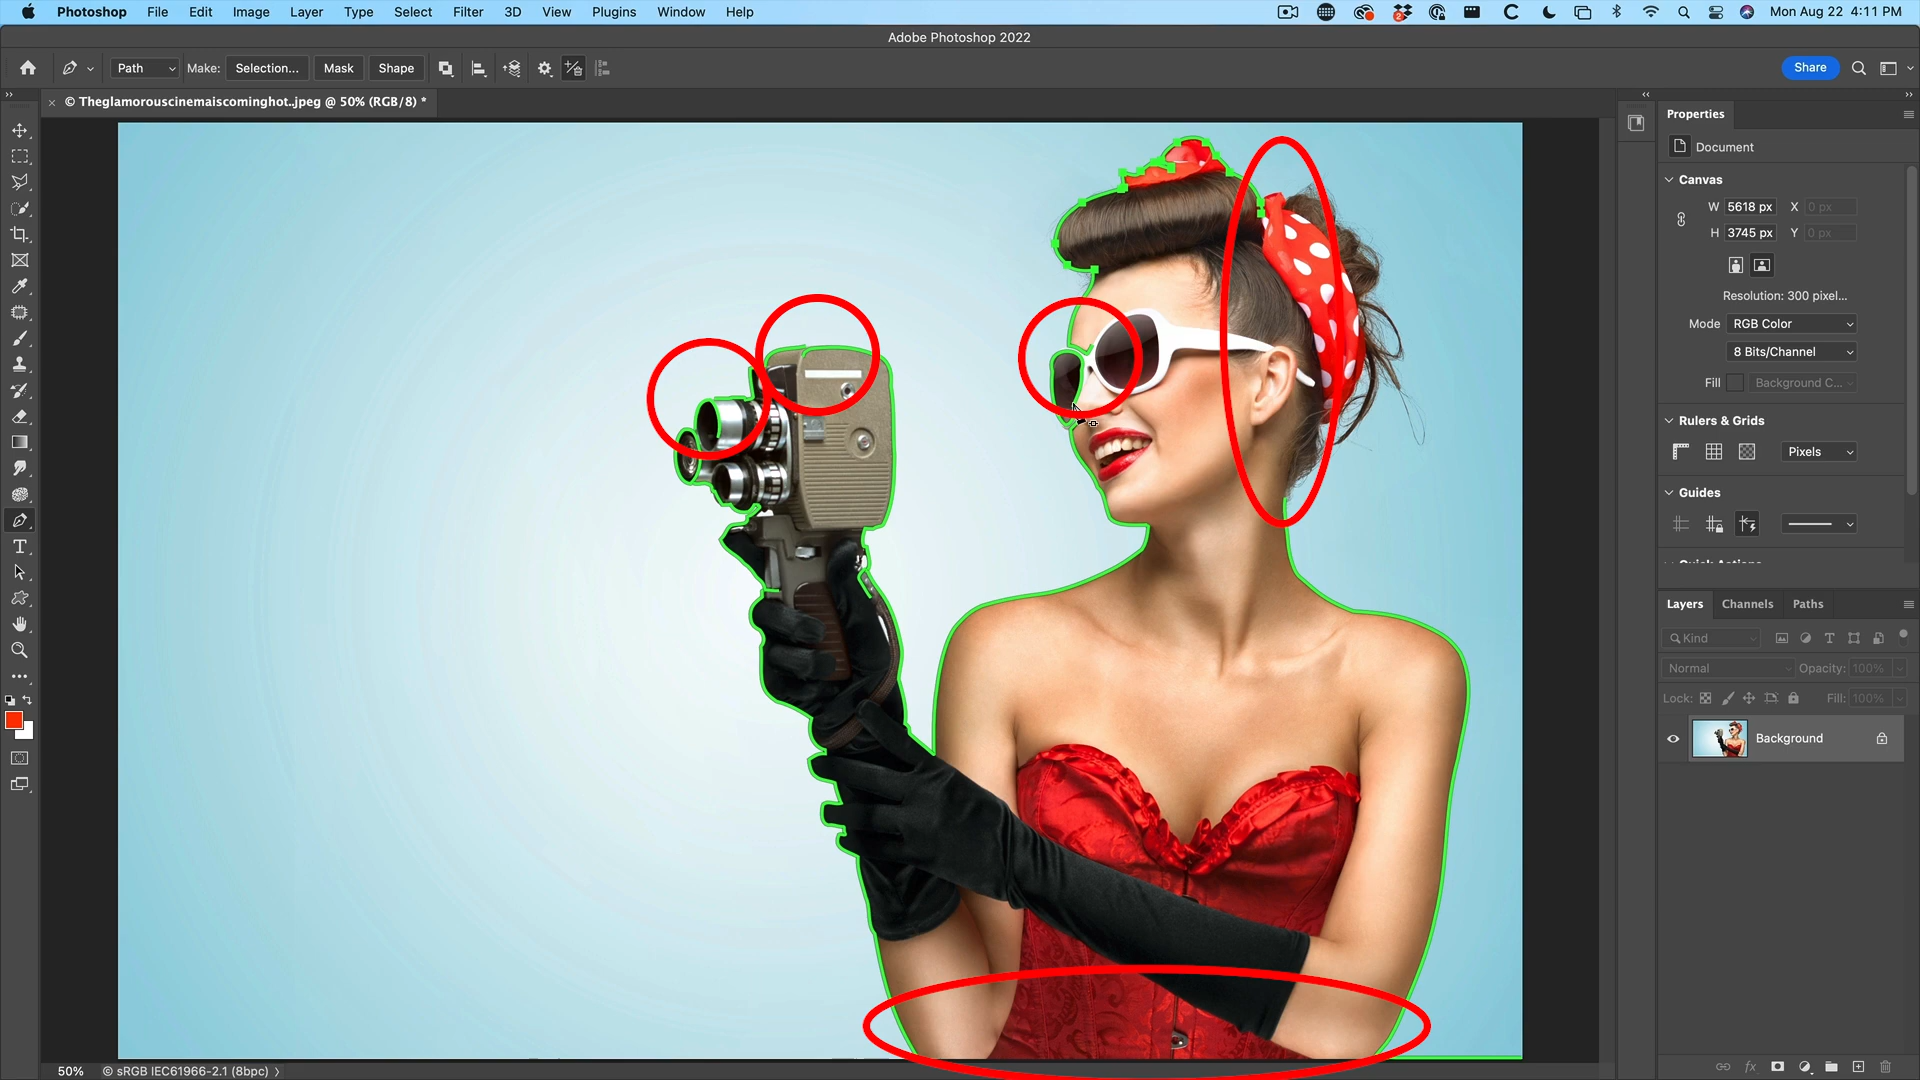 Photoshop File Edit Image Layer Type Select Filter 3D View Plugins Window Help 2 Mon Aug 22 4:11 PM
Adobe Photoshop 2022
Path Make: Selection... Mask Shape Share
× © Theglamorouscinemaiscominghot..jpeg @ 50% (RGB/8) *
Properties
Document
Canvas
W 5618 px X 0 px
H 3745 px Y 0 px
Resolution: 300 pixel...
Mode RGB Color
8 Bits/Channel
Fill Background C...
Rulers & Grids
Pixels
Guides
Quick Actions
Layers Channels Paths
Kind
Normal Opacity: 100%
Lock: Fill: 100%
Background
fx
50% © sRGB IEC61966-2.1 (8bpc) >